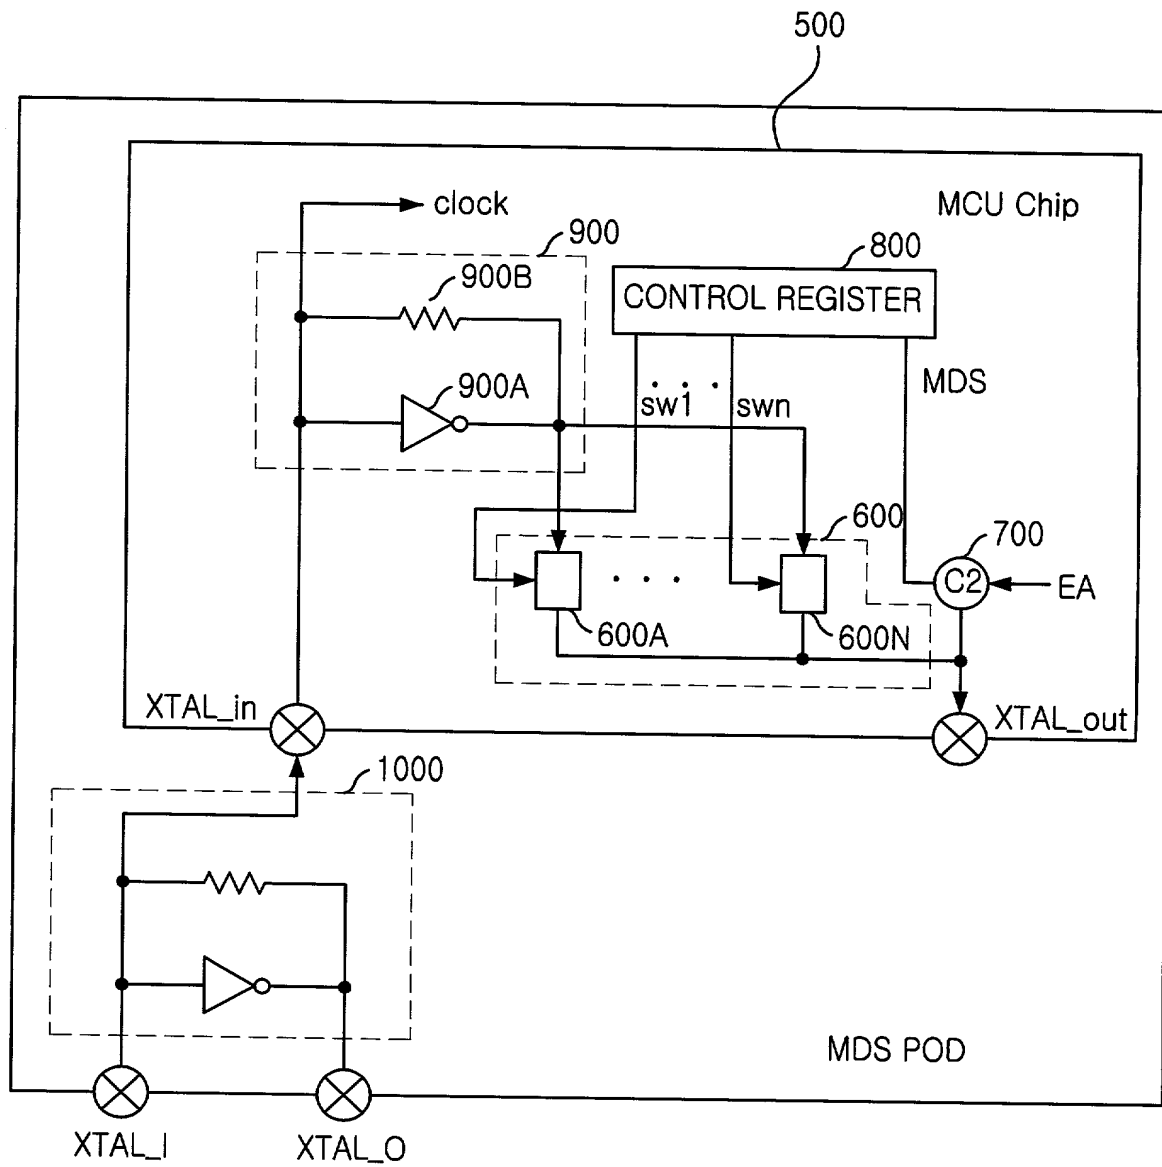 500
MCU Chip
clock
900
800
900B
CONTROL REGISTER
900A
sw1
swn
MDS
600
700
C2
EA
600A
600N
XTAL_in
XTAL_out
1000
MDS POD
XTAL_I
XTAL_O